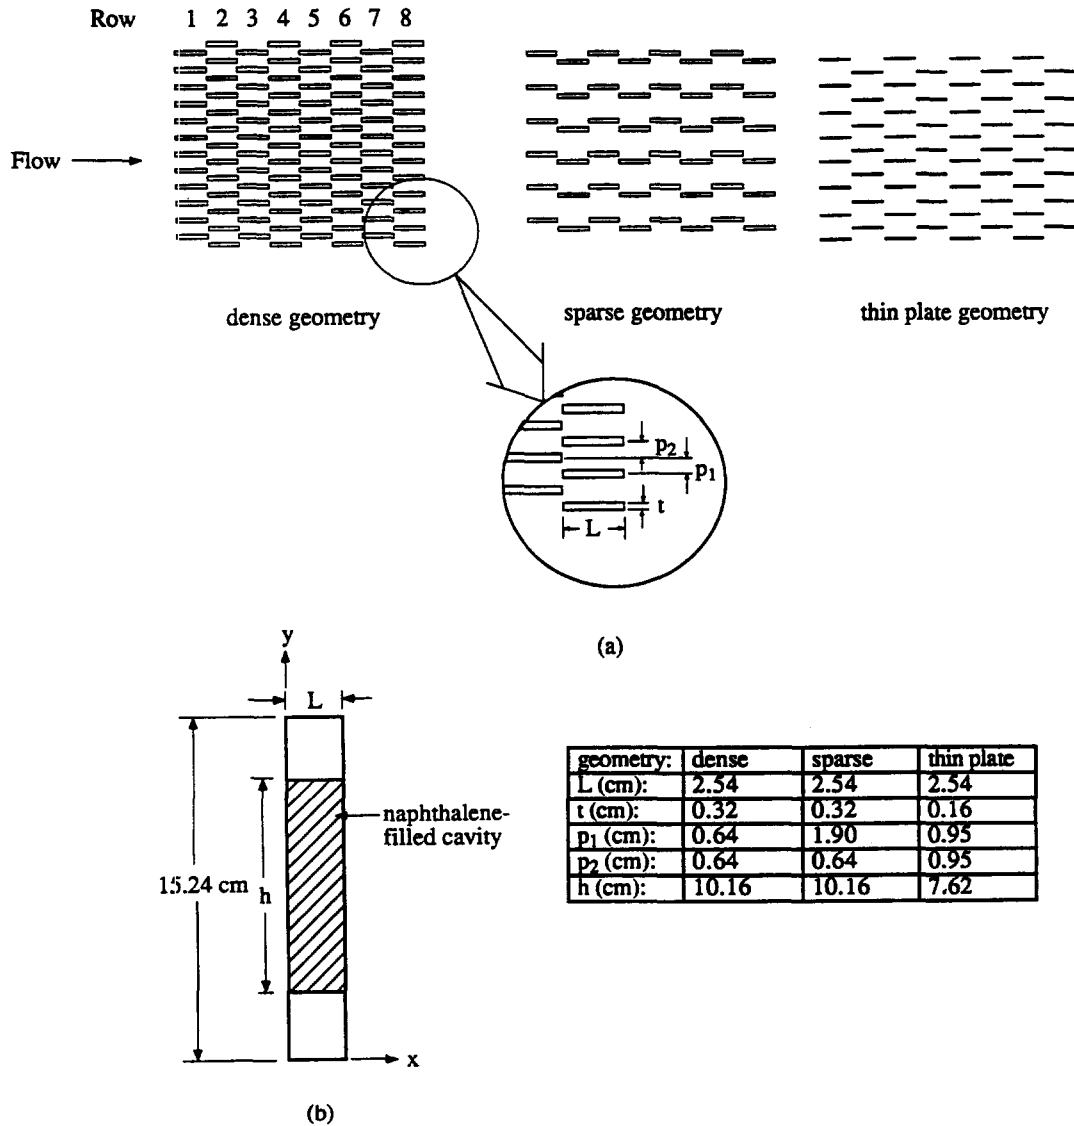 Row 1 2 3 4 5 6 7 8
Flow
dense geometry
sparse geometry
thin plate geometry
p2
p1
t
L
(a)
y
L
naphthalene-
filled cavity
15.24 cm
h
x
(b)
geometry: dense sparse thin plate
L (cm): 2.54 2.54 2.54
t (cm): 0.32 0.32 0.16
p1 (cm): 0.64 1.90 0.95
p2 (cm): 0.64 0.64 0.95
h (cm): 10.16 10.16 7.62